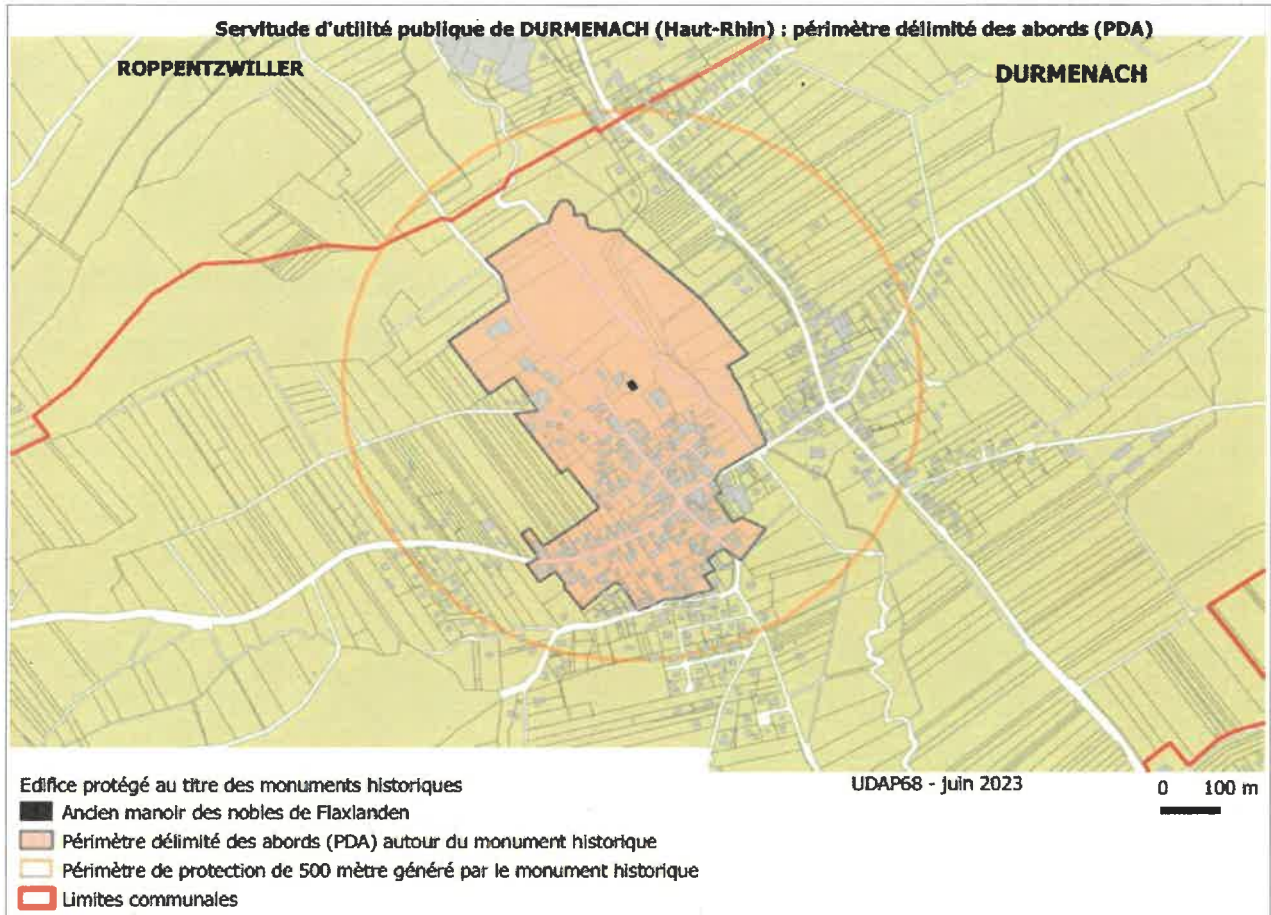 Servitude d'utilité publique de DURMENACH (Haut-Rhin) : périmètre délimité des abords (PDA)
ROPPENTZWILLER
DURMENACH
Edifice protégé au titre des monuments historiques
UDAP68 - juin 2023
0 100 m
Ancien manoir des nobles de Flaxlanden
Périmètre délimité des abords (PDA) autour du monument historique
Périmètre de protection de 500 mètre généré par le monument historique
Limites communales